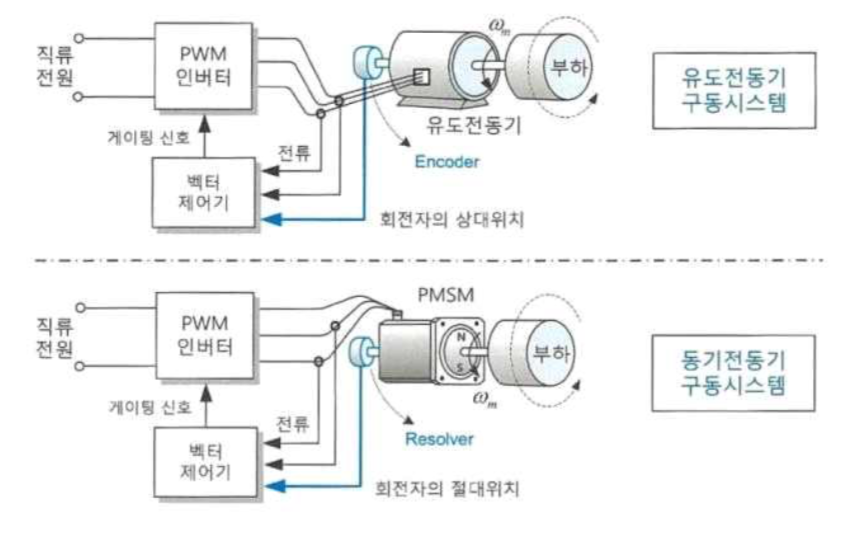 직류
전원
PWM
인버터
게이팅 신호
벡터
제어기
전류
ωm
부하
유도전동기
Encoder
회전자의 상대위치
유도전동기
구동시스템
직류
전원
PWM
인버터
게이팅 신호
벡터
제어기
전류
PMSM
N
S
ωm
부하
Resolver
회전자의 절대위치
동기전동기
구동시스템